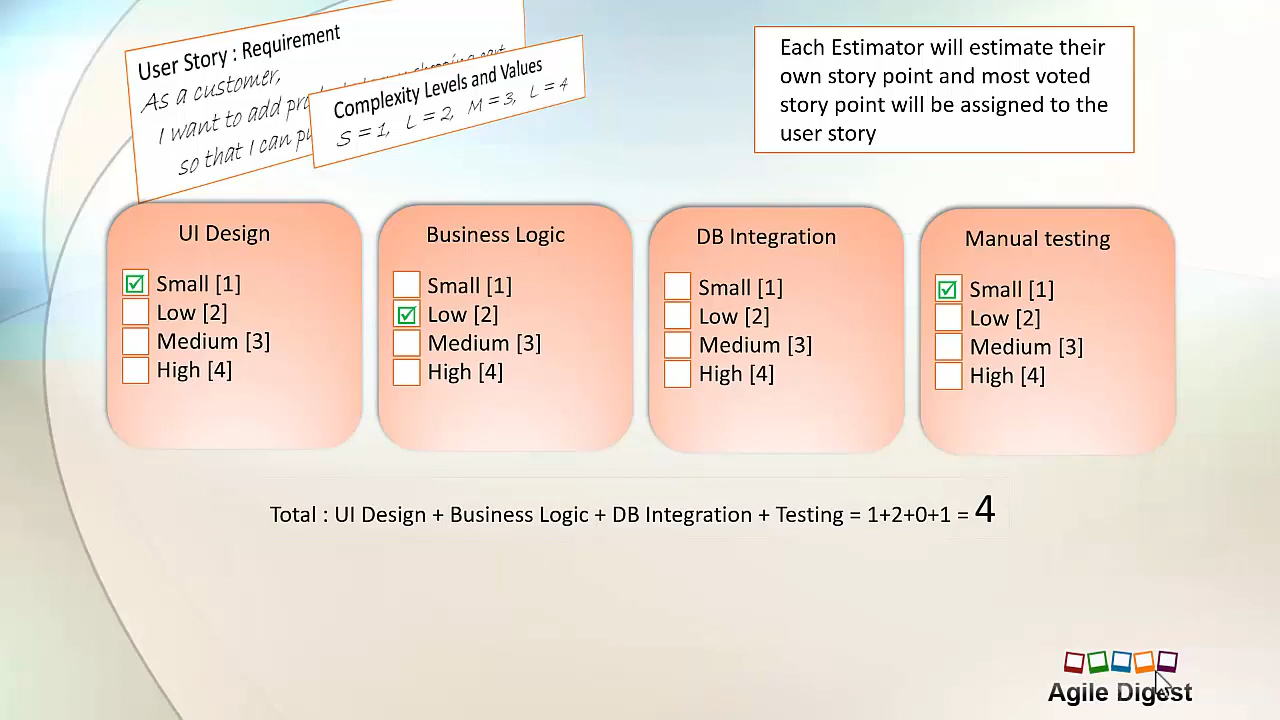 User Story : Requirement
As a customer,
I want to add
so that I can
Complexity Levels and Values
S = 1, L = 2, M = 3, L = 4
Each Estimator will estimate their
own story point and most voted
story point will be assigned to the
user story
UI Design
Small [1]
Low [2]
Medium [3]
High [4]
Business Logic
Small [1]
Low [2]
Medium [3]
High [4]
DB Integration
Small [1]
Low [2]
Medium [3]
High [4]
Manual testing
Small [1]
Low [2]
Medium [3]
High [4]
Total : UI Design + Business Logic + DB Integration + Testing = 1+2+0+1 = 4
Agile Digest